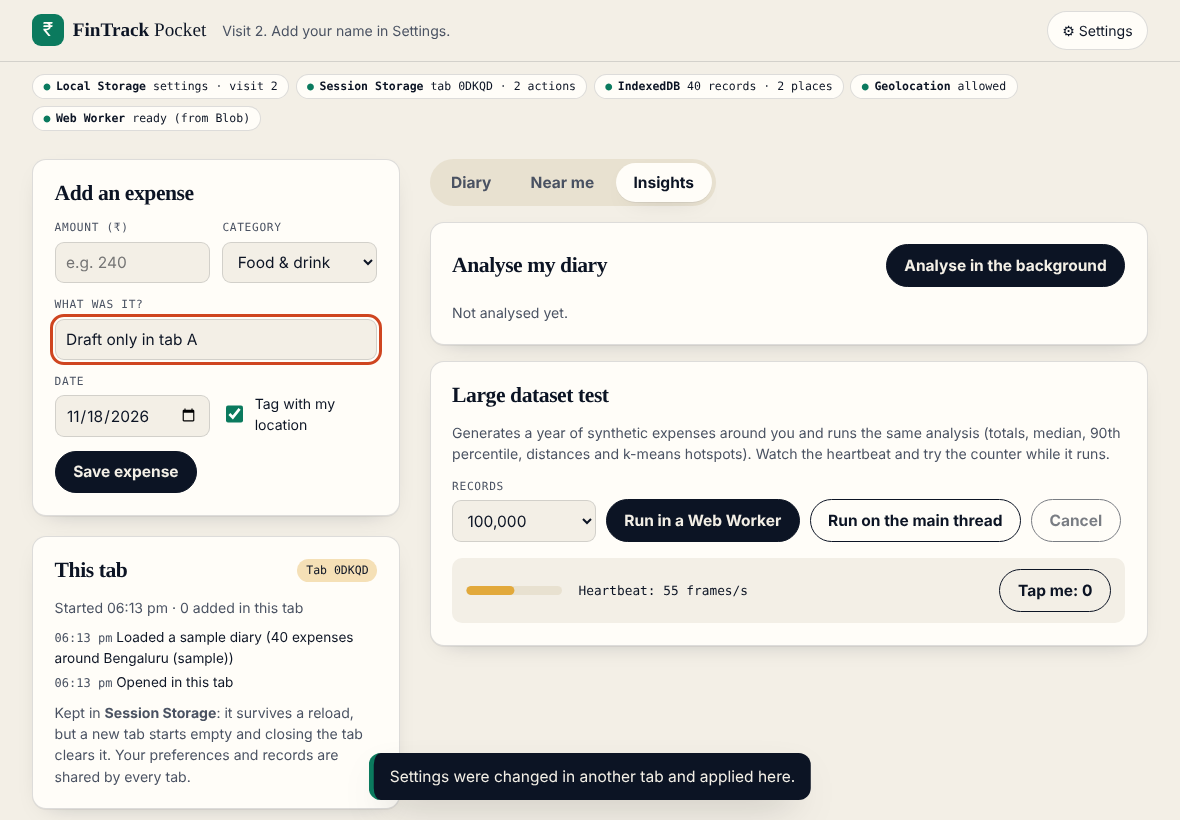 ₹ FinTrack Pocket Visit 2. Add your name in Settings. ⚙ Settings
Local Storage settings · visit 2
Session Storage tab 0DKQD · 2 actions
IndexedDB 40 records · 2 places
Geolocation allowed
Web Worker ready (from Blob)
Add an expense
AMOUNT (₹) CATEGORY
e.g. 240 Food & drink
WHAT WAS IT?
Draft only in tab A
DATE
11/18/2026
Tag with my
location
Save expense
This tab Tab 0DKQD
Started 06:13 pm · 0 added in this tab
06:13 pm Loaded a sample diary (40 expenses
around Bengaluru (sample))
06:13 pm Opened in this tab
Kept in Session Storage: it survives a reload,
but a new tab starts empty and closing the tab
clears it. Your preferences and records are
shared by every tab.
Diary Near me Insights
Analyse my diary Analyse in the background
Not analysed yet.
Large dataset test
Generates a year of synthetic expenses around you and runs the same analysis (totals, median, 90th
percentile, distances and k-means hotspots). Watch the heartbeat and try the counter while it runs.
RECORDS
100,000 Run in a Web Worker Run on the main thread Cancel
Heartbeat: 55 frames/s Tap me: 0
Settings were changed in another tab and applied here.